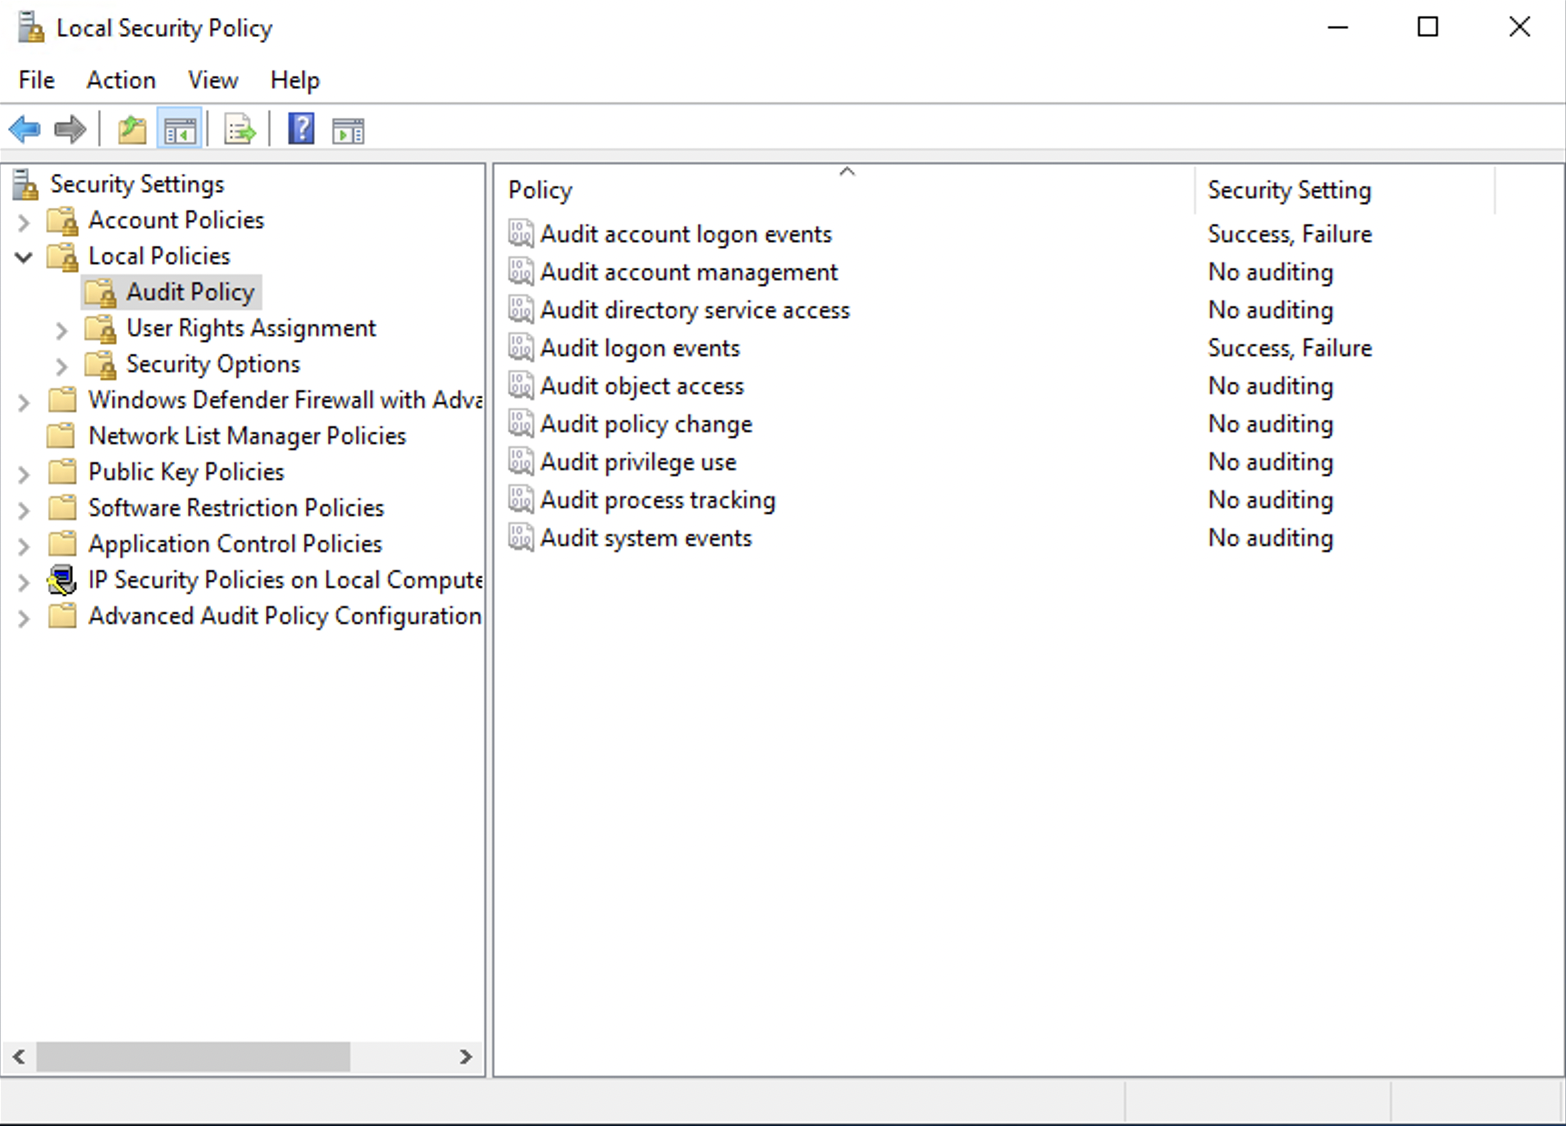 Local Security Policy
File Action View Help
Security Settings
Account Policies
Local Policies
Audit Policy
User Rights Assignment
Security Options
Windows Defender Firewall with Adva
Network List Manager Policies
Public Key Policies
Software Restriction Policies
Application Control Policies
IP Security Policies on Local Compute
Advanced Audit Policy Configuration
Policy Security Setting
Audit account logon events Success, Failure
Audit account management No auditing
Audit directory service access No auditing
Audit logon events Success, Failure
Audit object access No auditing
Audit policy change No auditing
Audit privilege use No auditing
Audit process tracking No auditing
Audit system events No auditing